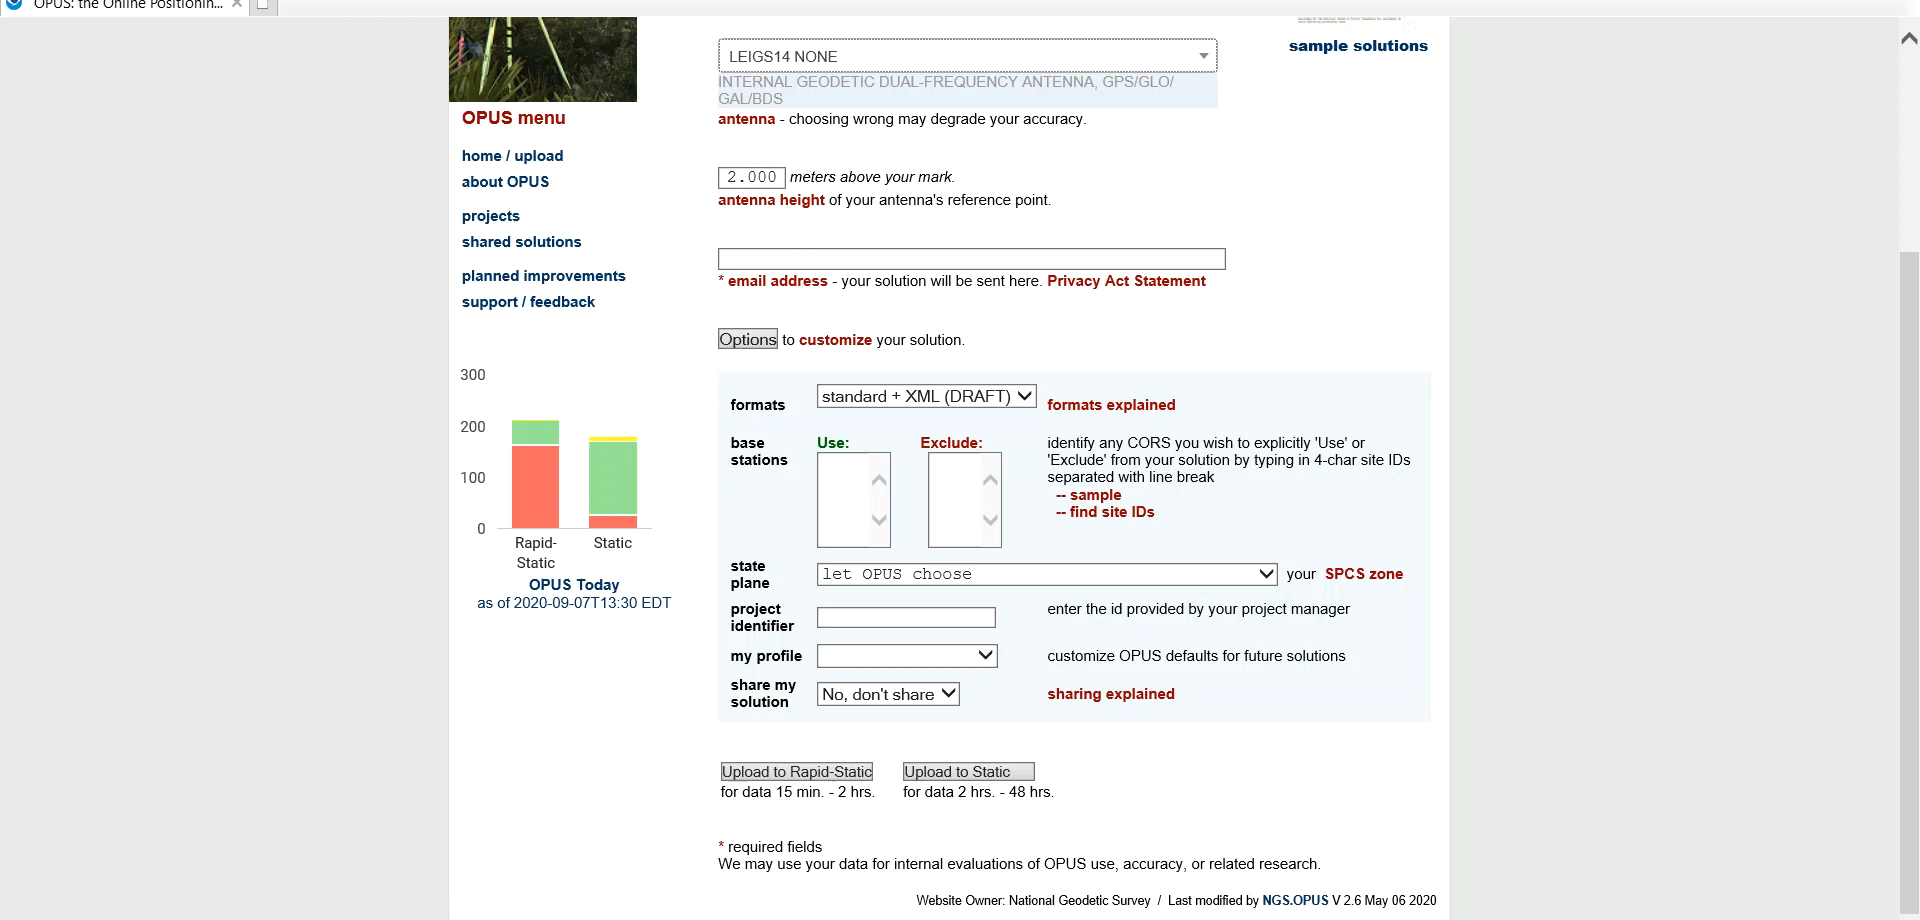 OPUS: the Online Positionin...
LEIGS14 NONE
INTERNAL GEODETIC DUAL-FREQUENCY ANTENNA, GPS/GLO/
GAL/BDS
antenna - choosing wrong may degrade your accuracy.
sample solutions
OPUS menu
home / upload
about OPUS
projects
shared solutions
planned improvements
support / feedback
2.000 meters above your mark.
antenna height of your antenna's reference point.
* email address - your solution will be sent here. Privacy Act Statement
Options to customize your solution.
300
200
100
0
Rapid-
Static
Static
OPUS Today
as of 2020-09-07T13:30 EDT
formats
standard + XML (DRAFT)
formats explained
base
stations
Use:
Exclude:
identify any CORS you wish to explicitly 'Use' or
'Exclude' from your solution by typing in 4-char site IDs
separated with line break
-- sample
-- find site IDs
state
plane
let OPUS choose
your SPCS zone
project
identifier
enter the id provided by your project manager
my profile
customize OPUS defaults for future solutions
share my
solution
No, don't share
sharing explained
Upload to Rapid-Static
for data 15 min. - 2 hrs.
Upload to Static
for data 2 hrs. - 48 hrs.
* required fields
We may use your data for internal evaluations of OPUS use, accuracy, or related research.
Website Owner: National Geodetic Survey / Last modified by NGS.OPUS V 2.6 May 06 2020